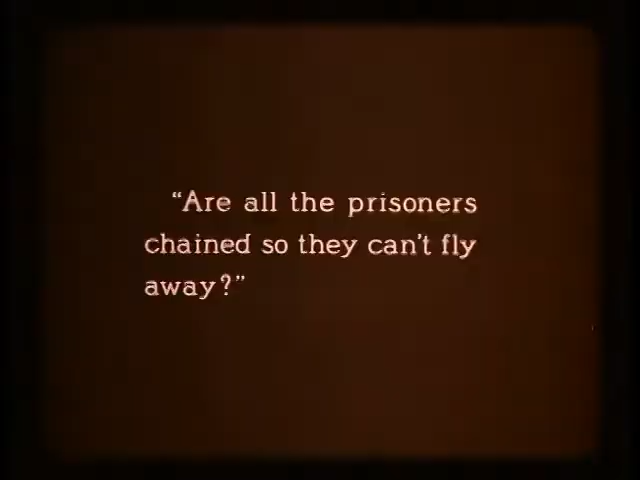 “Are all the prisoners
chained so they can't fly
away?”